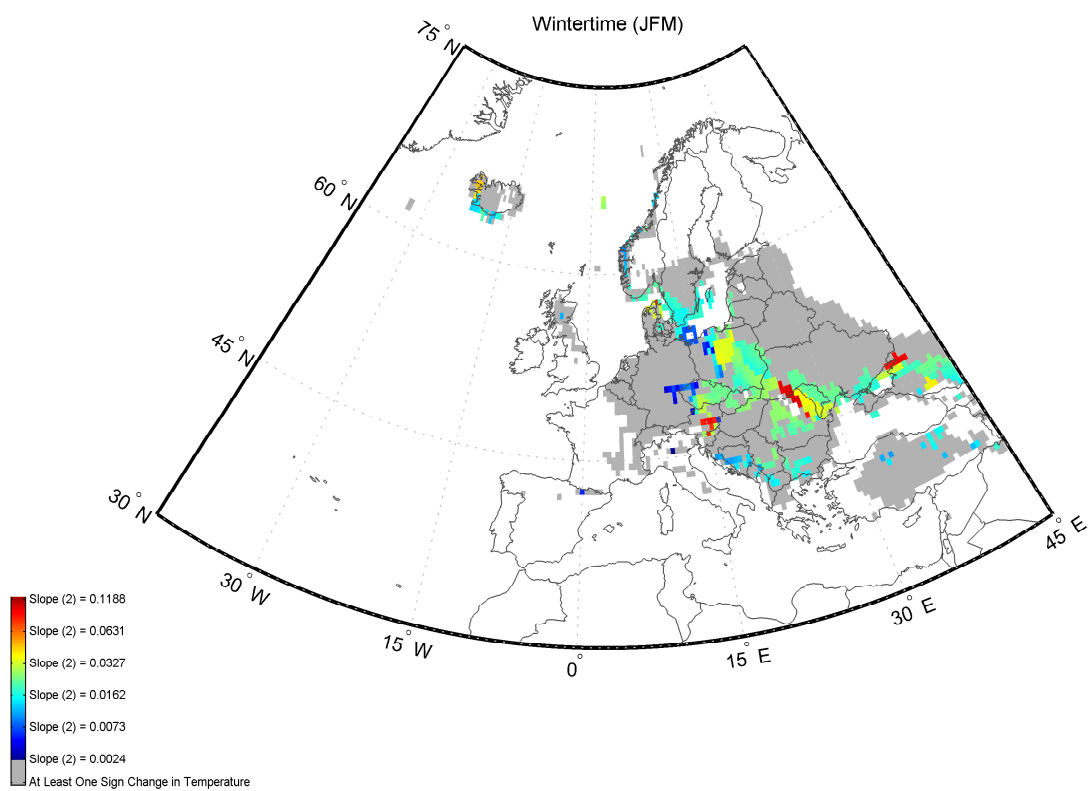 Wintertime (JFM)
75°N
60°N
45°N
30°N
30 W
15°W
0°
15°E
30°E
45°E
Slope (2) = 0.1188
Slope (2) = 0.0631
Slope (2) = 0.0327
Slope (2) = 0.0162
Slope (2) = 0.0073
Slope (2) = 0.0024
At Least One Sign Change in Temperature